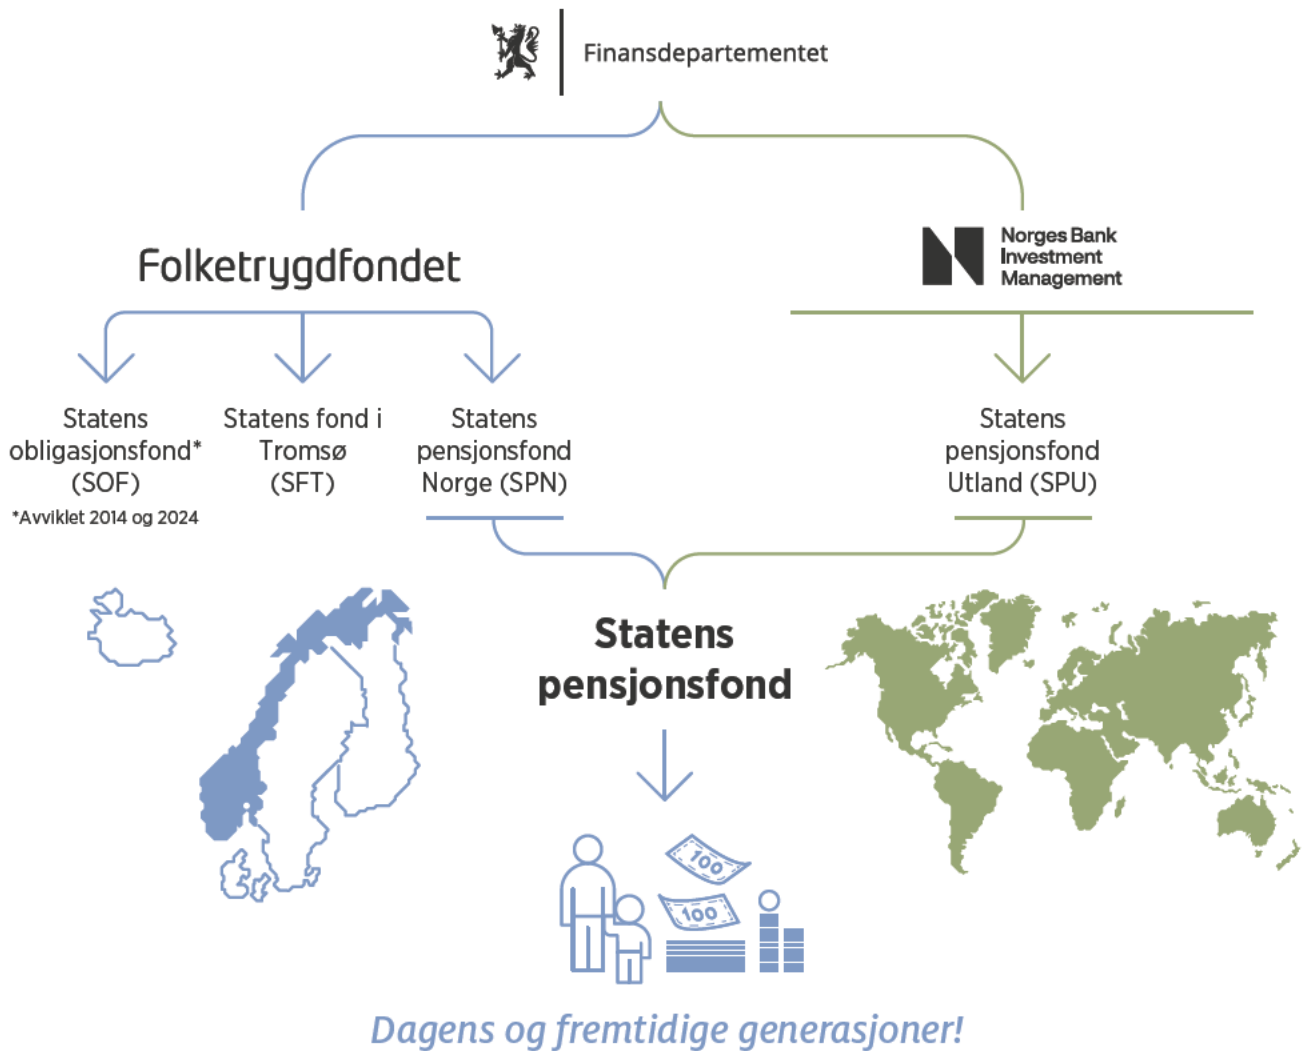 Finansdepartementet
Folketrygdfondet
Norges Bank
Investment
Management
Statens
obligasjonsfond*
(SOF)
*Avviklet 2014 og 2024
Statens fond i
Tromsø
(SFT)
Statens
pensjonsfond
Norge (SPN)
Statens
pensjonsfond
Utland (SPU)
Statens
pensjonsfond
100
100
Dagens og fremtidige generasjoner!